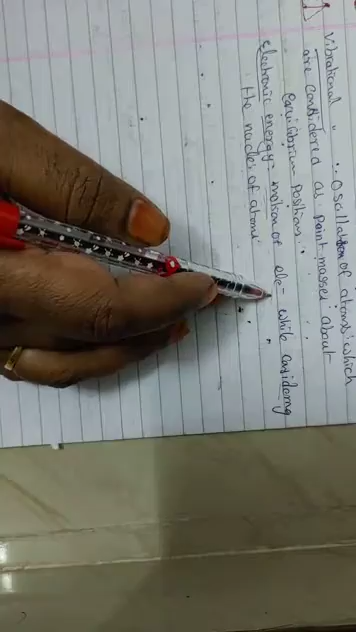 Vibrational " : Oscillation of atoms: which
are considered as Point masses: about
equilibrium Positions.
Electronic energy:- motion of ele- while considering
the nuclei of atoms.